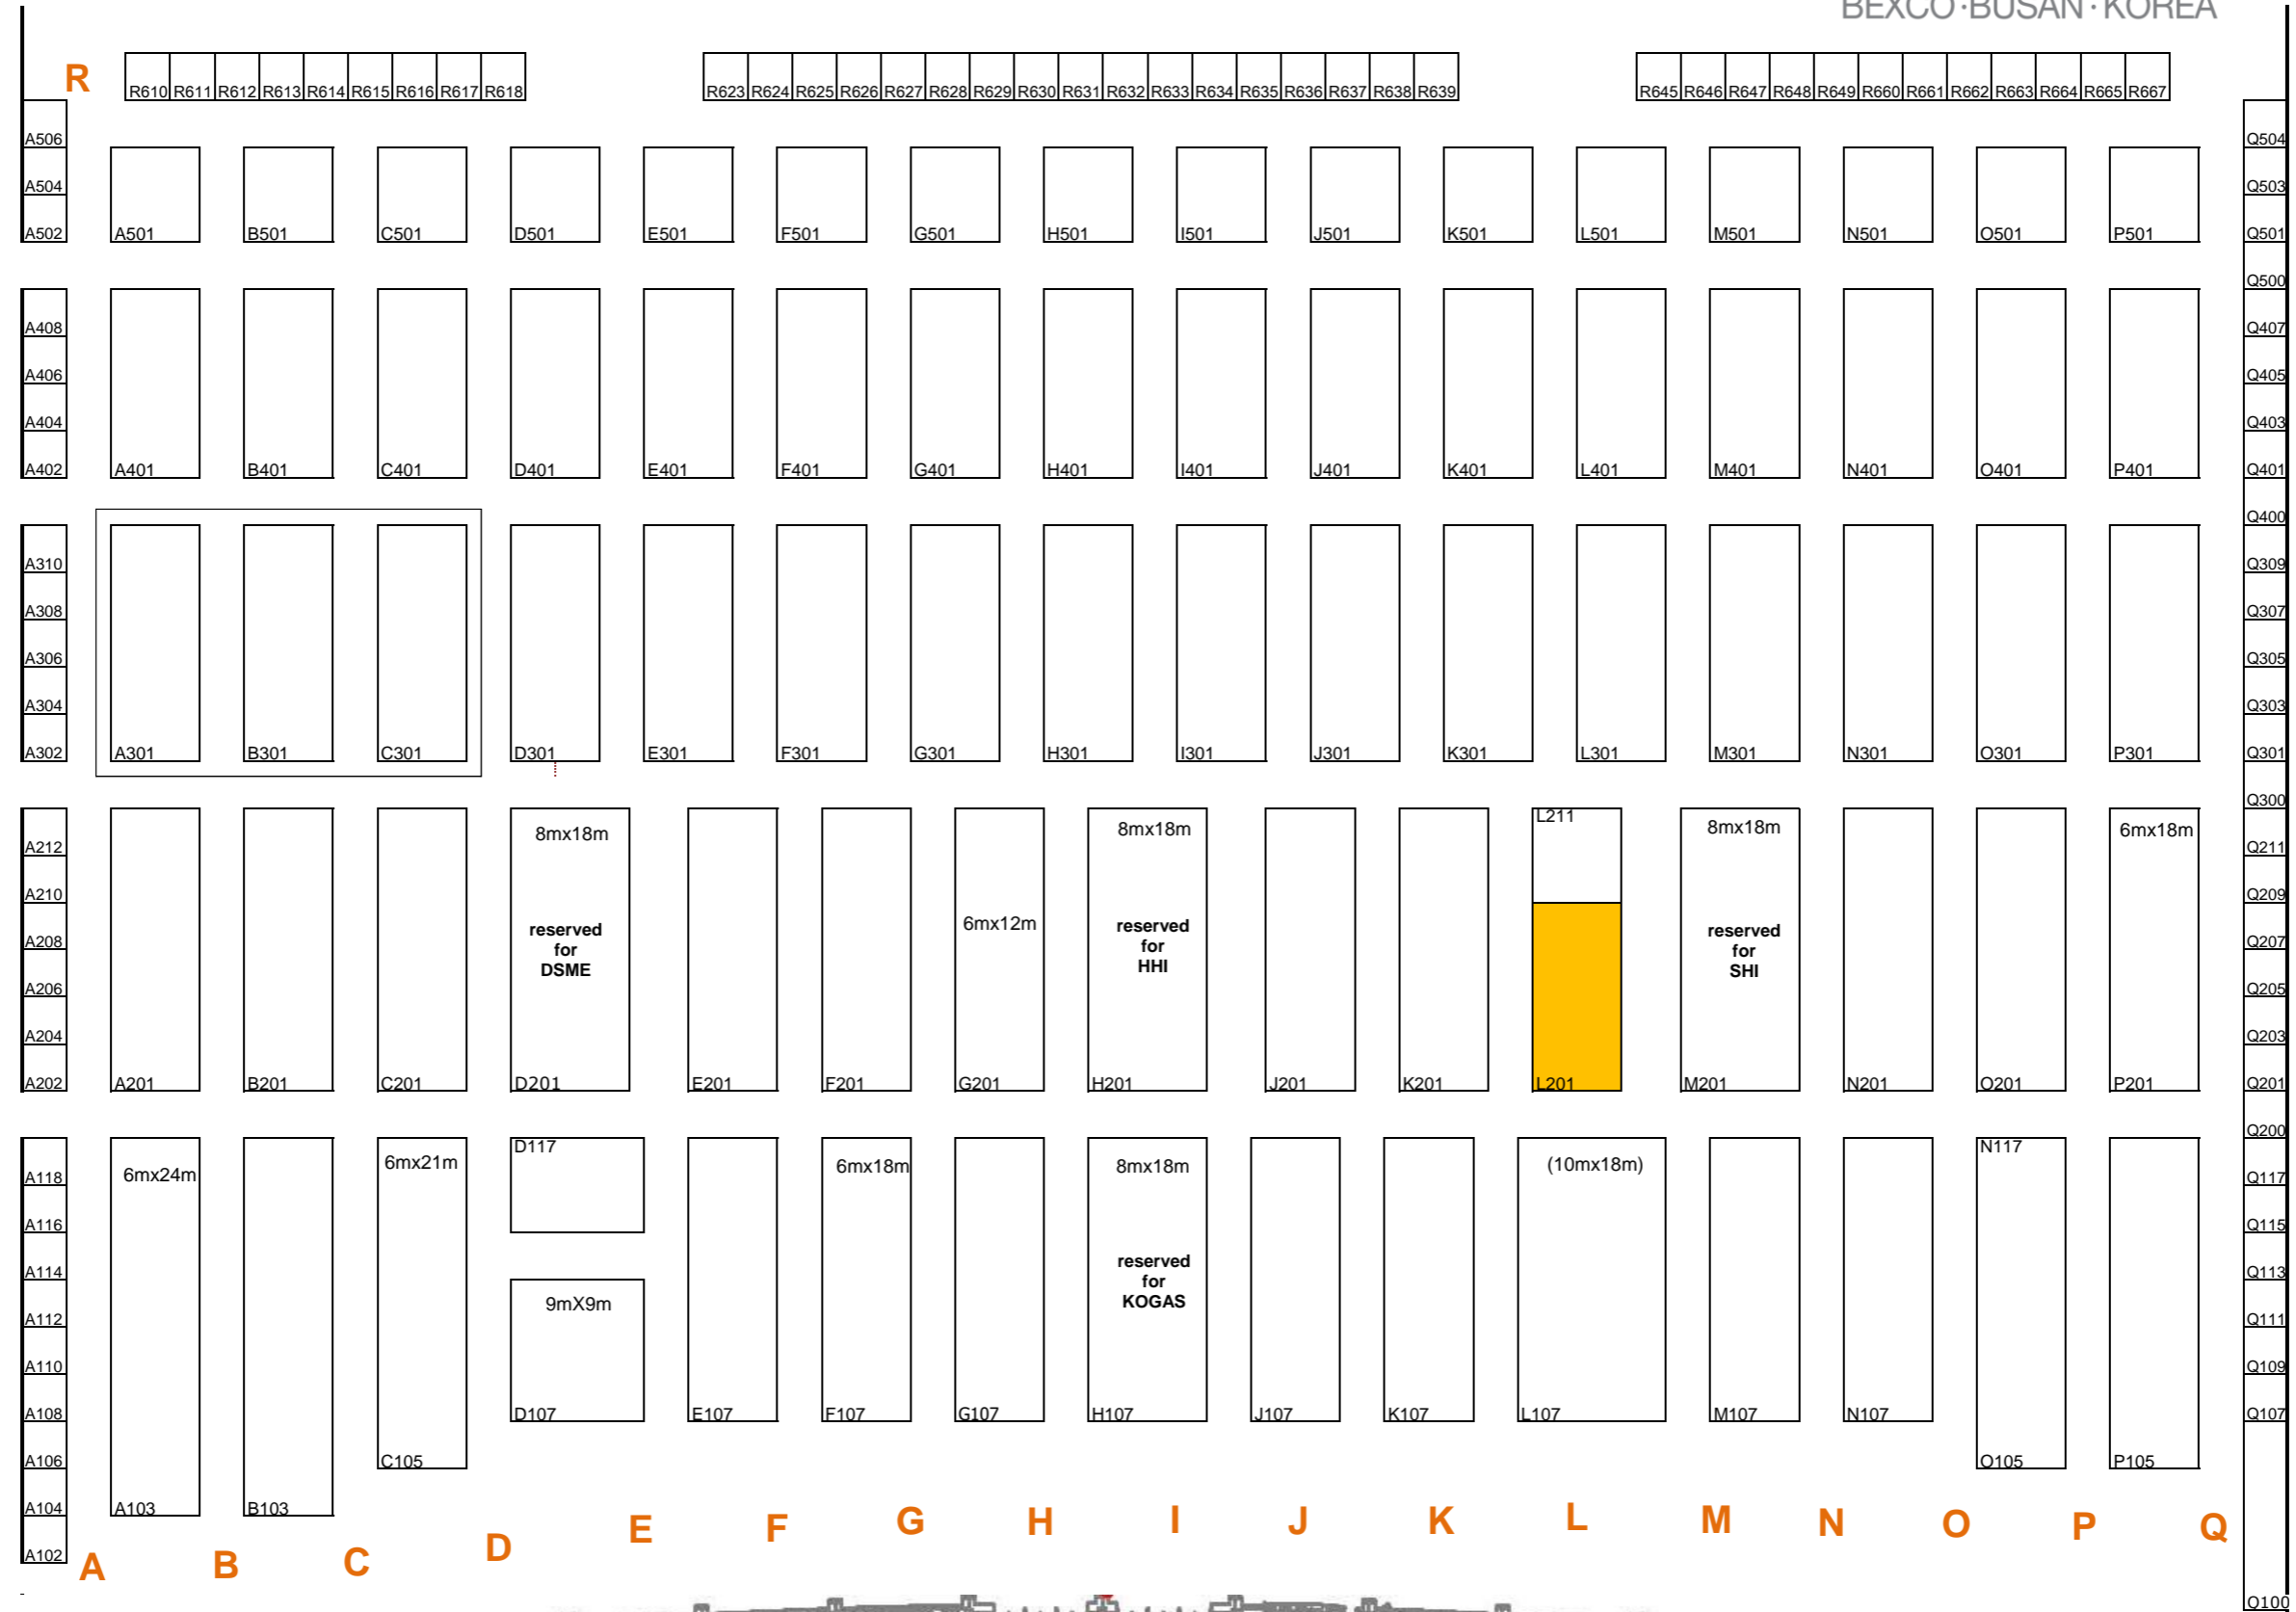 BEXCO·BUSAN·KOREA
R
R610 R611 R612 R613 R614 R615 R616 R617 R618 R623 R624 R625 R626 R627 R628 R629 R630 R631 R632 R633 R634 R635 R636 R637 R638 R639 R645 R646 R647 R648 R649 R660 R661 R662 R663 R664 R665 R667
A506 Q504
A504 Q503
A502 A501 B501 C501 D501 E501 F501 G501 H501 I501 J501 K501 L501 M501 N501 O501 P501 Q501
Q500
A408 Q407
A406 Q405
A404 Q403
A402 A401 B401 C401 D401 E401 F401 G401 H401 I401 J401 K401 L401 M401 N401 O401 P401 Q401
Q400
A310 Q309
A308 Q307
A306 Q305
A304 Q303
A302 A301 B301 C301 D301 E301 F301 G301 H301 I301 J301 K301 L301 M301 N301 O301 P301 Q301
Q300
L211
8mx18m 8mx18m 8mx18m 6mx18m
A212 Q211
A210 Q209
6mx12m
reserved reserved reserved
A208 for for for Q207
DSME HHI SHI
A206 Q205
A204 Q203
A202 A201 B201 C201 D201 E201 F201 G201 H201 J201 K201 L201 M201 N201 O201 P201 Q201
Q200
D117 N117
6mx24m 6mx21m 6mx18m 8mx18m (10mx18m)
A118 Q117
A116 Q115
reserved
A114 for Q113
KOGAS
9mX9m
A112 Q111
A110 Q109
A108 D107 E107 F107 G107 H107 J107 K107 L107 M107 N107 Q107
A106 C105 O105 P105
A104 A103 B103
A102
A B C D E F G H I J K L M N O P Q
Q100